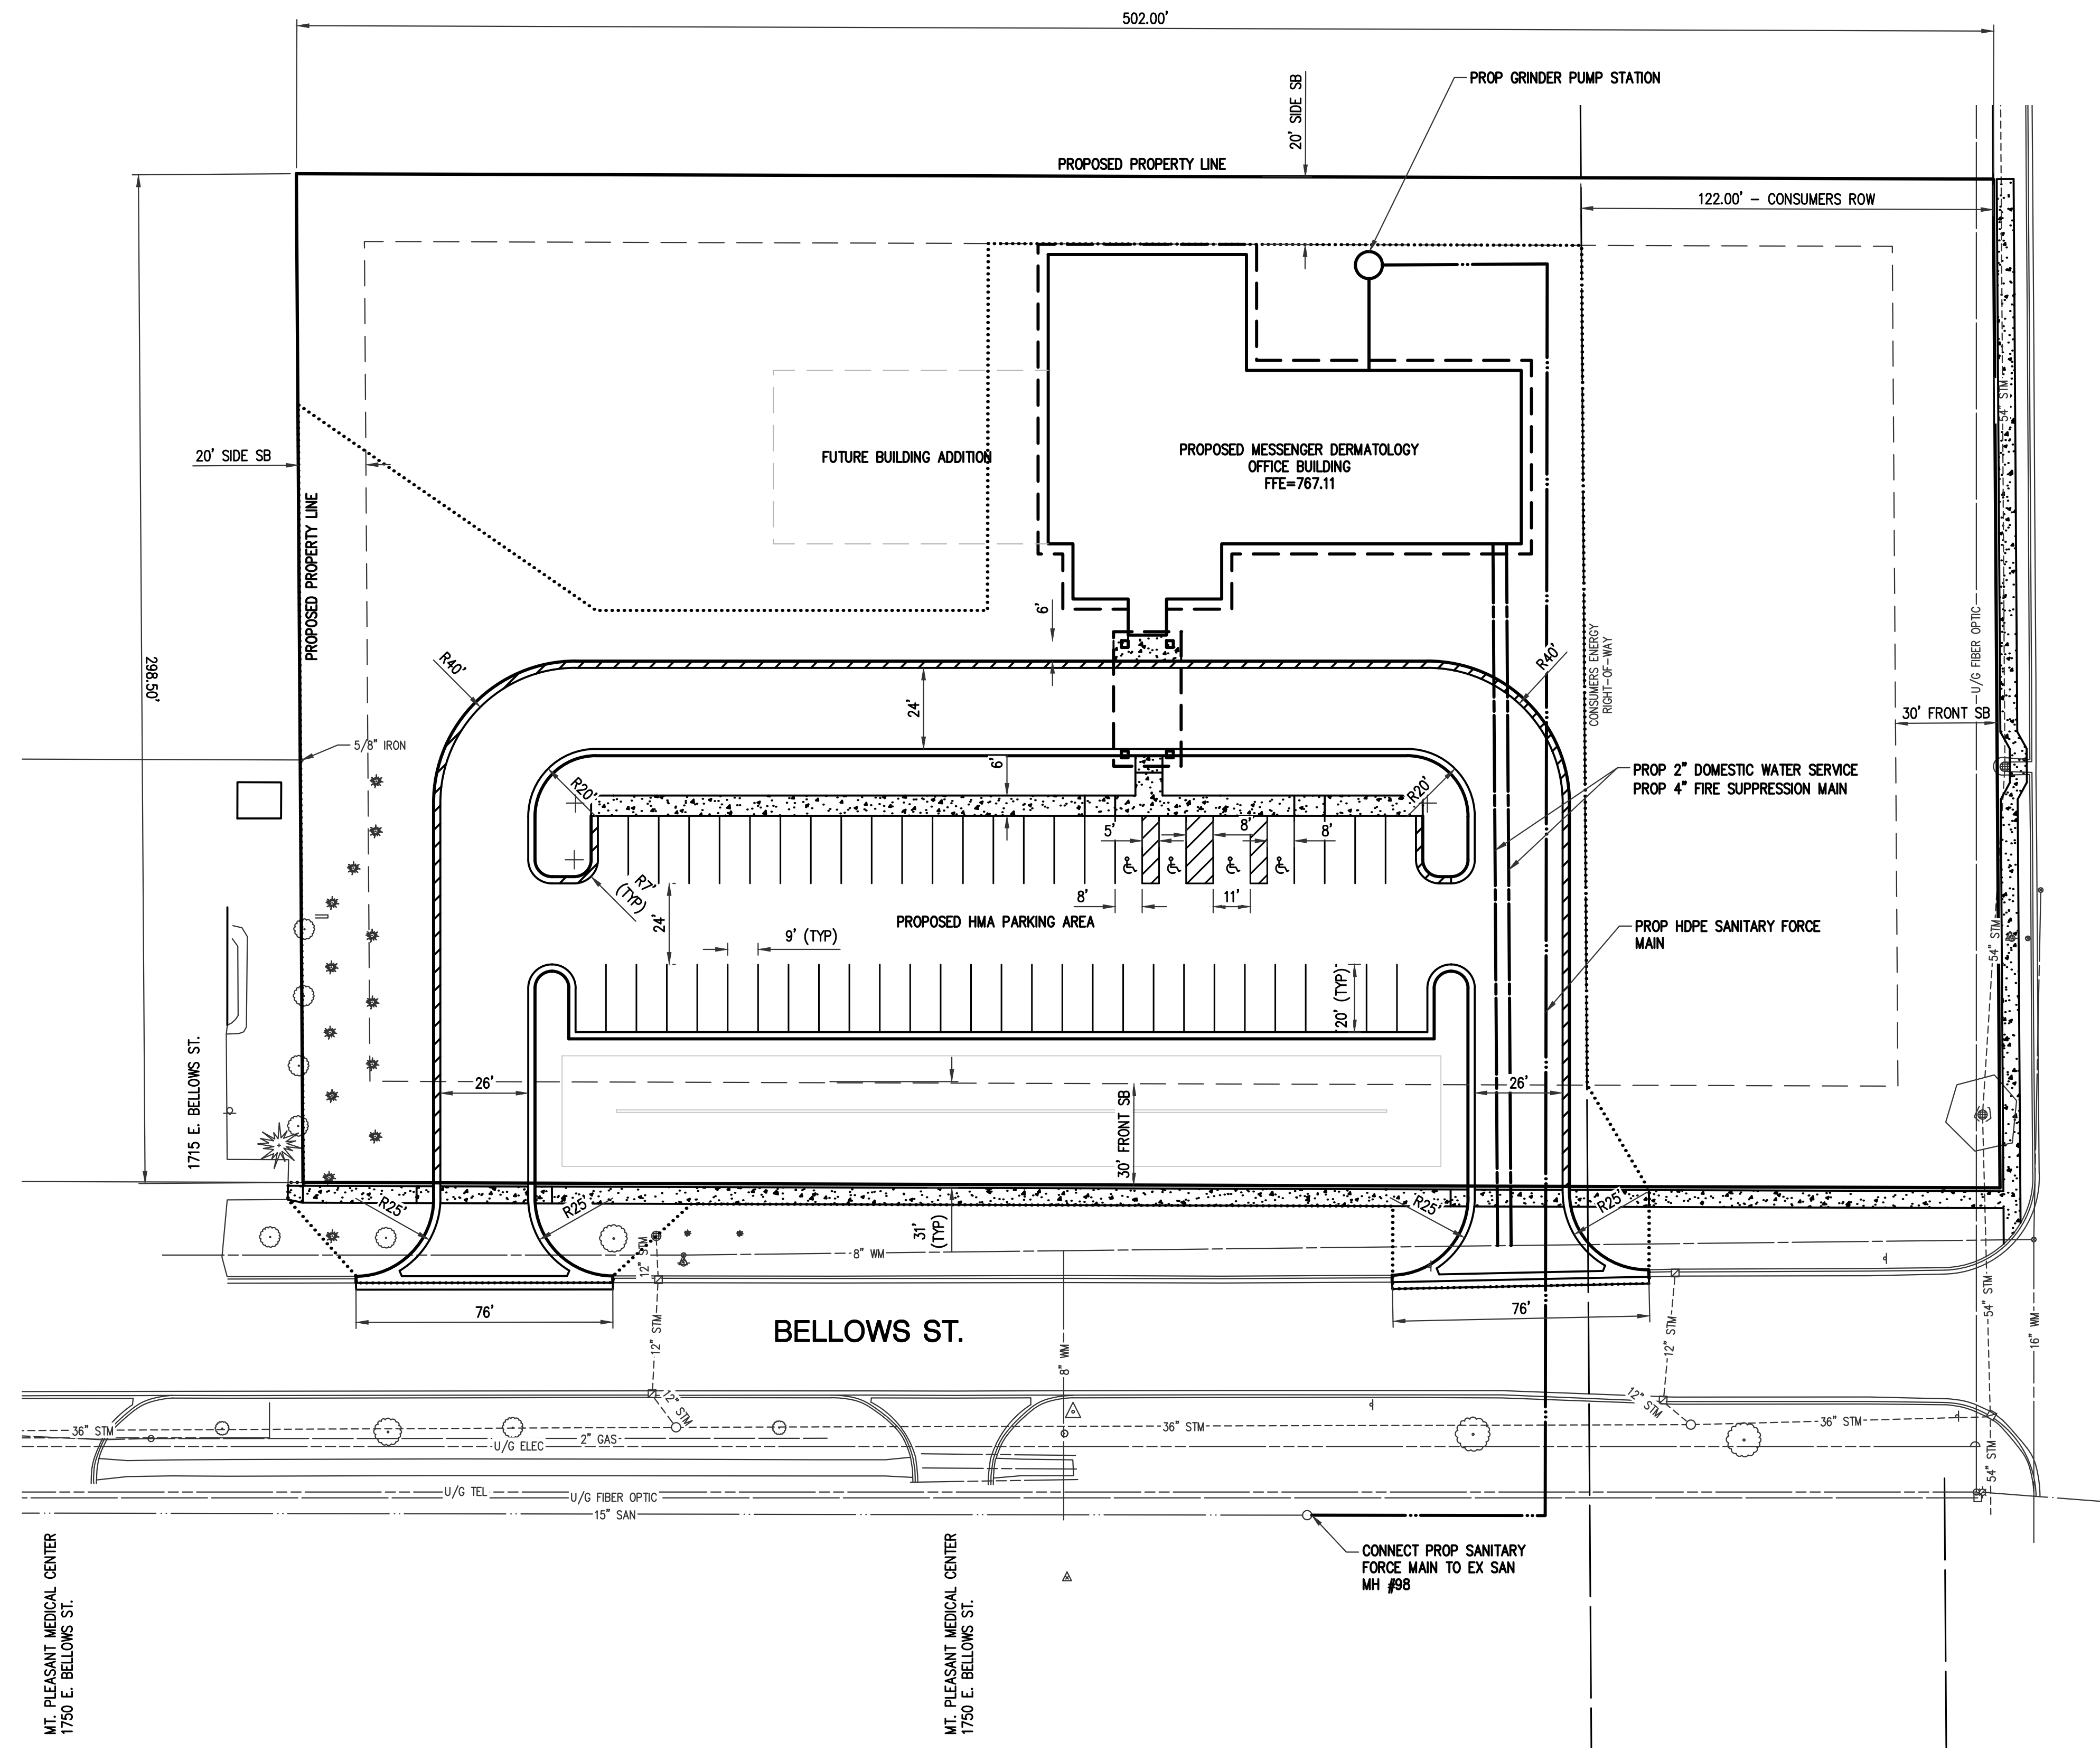 502.00'
PROP GRINDER PUMP STATION
20' SIDE SB
PROPOSED PROPERTY LINE
122.00' - CONSUMERS ROW
54" STM
20' SIDE SB
FUTURE BUILDING ADDITION
PROPOSED MESSENGER DERMATOLOGY
OFFICE BUILDING
FFE=767.11
PROPOSED PROPERTY LINE
298.50'
6'
R40'
R40'
CONSUMERS ENERGY
RIGHT-OF-WAY
U/G FIBER OPTIC
30' FRONT SB
24'
5/8" IRON
6'
R20'
R20'
PROP 2" DOMESTIC WATER SERVICE
PROP 4" FIRE SUPPRESSION MAIN
5'
8'
8'
R7'
(TYP)
8'
11'
24'
PROPOSED HMA PARKING AREA
9' (TYP)
PROP HDPE SANITARY FORCE
MAIN
54" STM
20' (TYP)
1715 E. BELLOWS ST.
26'
26'
30' FRONT SB
R25'
R25'
R25'
R25'
31'
(TYP)
12" STM
8" WM
76'
76'
BELLOWS ST.
12" STM
8" WM
12" STM
54" STM
16" WM
12" STM
12" STM
36" STM
36" STM
36" STM
2" GAS
U/G ELEC
54" STM
U/G TEL
U/G FIBER OPTIC
15" SAN
CONNECT PROP SANITARY
FORCE MAIN TO EX SAN
MH #98
MT. PLEASANT MEDICAL CENTER
1750 E. BELLOWS ST.
MT. PLEASANT MEDICAL CENTER
1750 E. BELLOWS ST.